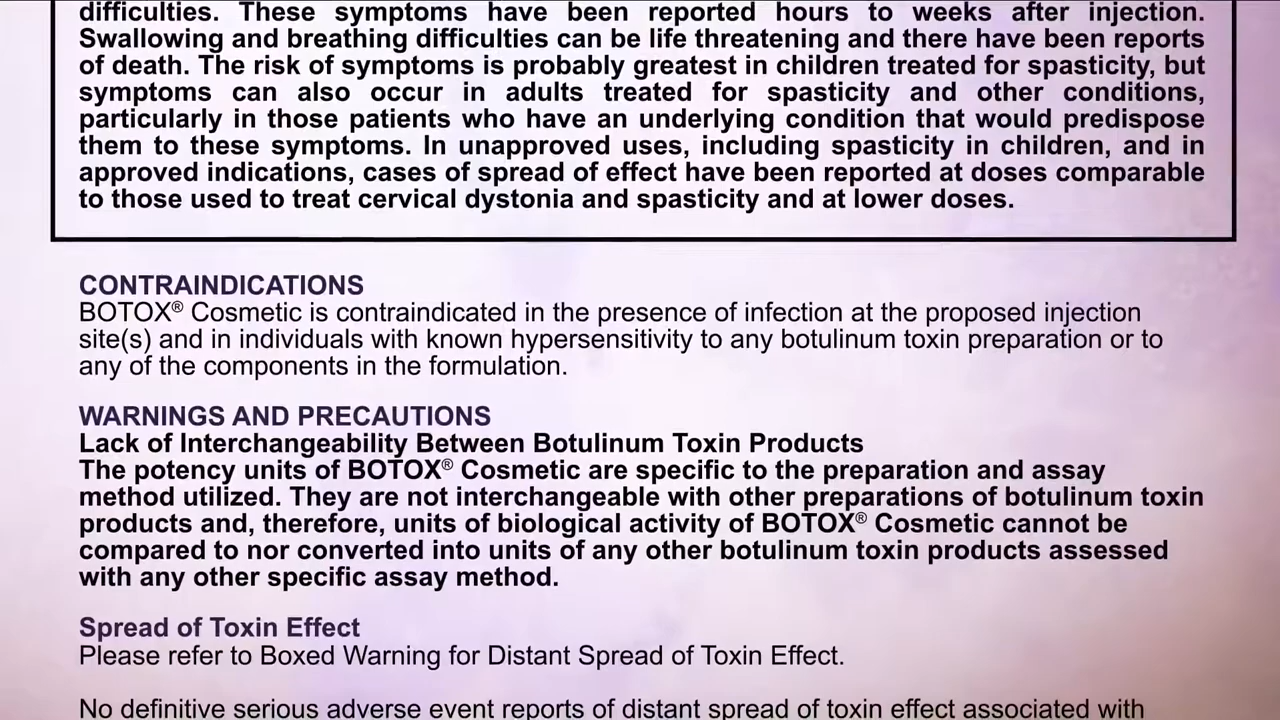 difficulties. These symptoms have been reported hours to weeks after injection.
Swallowing and breathing difficulties can be life threatening and there have been reports
of death. The risk of symptoms is probably greatest in children treated for spasticity, but
symptoms can also occur in adults treated for spasticity and other conditions,
particularly in those patients who have an underlying condition that would predispose
them to these symptoms. In unapproved uses, including spasticity in children, and in
approved indications, cases of spread of effect have been reported at doses comparable
to those used to treat cervical dystonia and spasticity and at lower doses.
CONTRAINDICATIONS
BOTOX® Cosmetic is contraindicated in the presence of infection at the proposed injection
site(s) and in individuals with known hypersensitivity to any botulinum toxin preparation or to
any of the components in the formulation.
WARNINGS AND PRECAUTIONS
Lack of Interchangeability Between Botulinum Toxin Products
The potency units of BOTOX® Cosmetic are specific to the preparation and assay
method utilized. They are not interchangeable with other preparations of botulinum toxin
products and, therefore, units of biological activity of BOTOX® Cosmetic cannot be
compared to nor converted into units of any other botulinum toxin products assessed
with any other specific assay method.
Spread of Toxin Effect
Please refer to Boxed Warning for Distant Spread of Toxin Effect.
No definitive serious adverse event reports of distant spread of toxin effect associated with